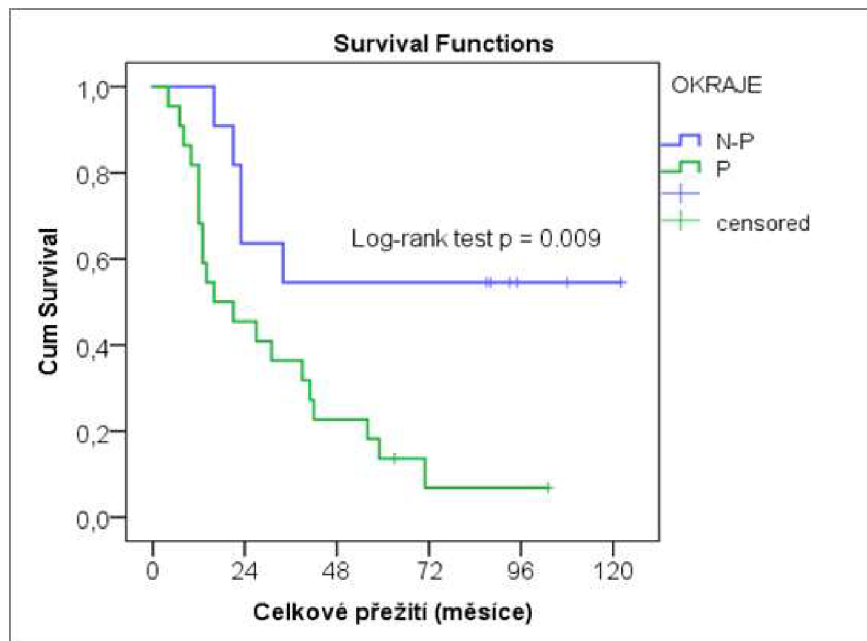 Survival Functions
OKRAJE
N-P
P
censored
Log-rank test p = 0.009
Cum Survival
1,0
0,8
0,6
0,4
0,2
0,0
0 24 48 72 96 120
Celkové přežití (měsíce)